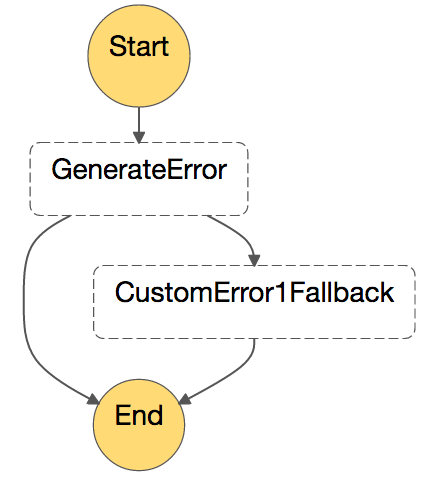 Start
GenerateError
CustomError1Fallback
End